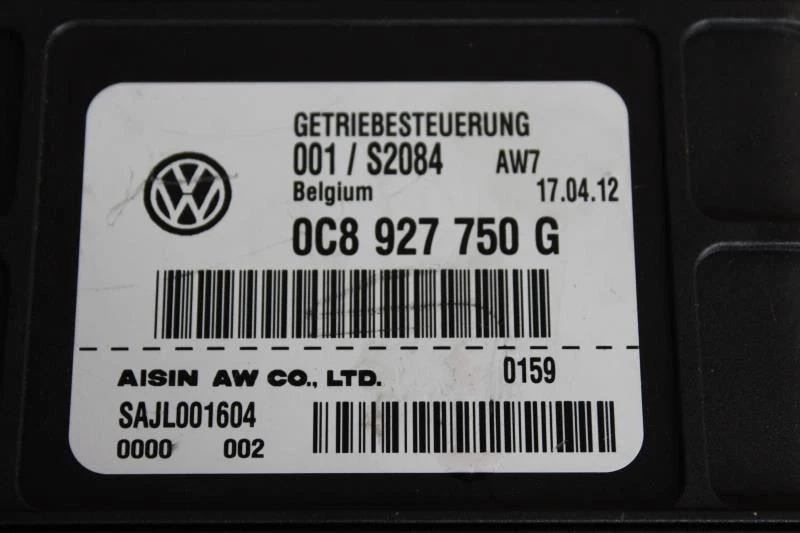 GETRIEBESTEUERUNG
001 / S2084 AW7
Belgium 17.04.12
0C8 927 750 G
AISIN AW CO., LTD. 0159
SAJL001604
0000 002